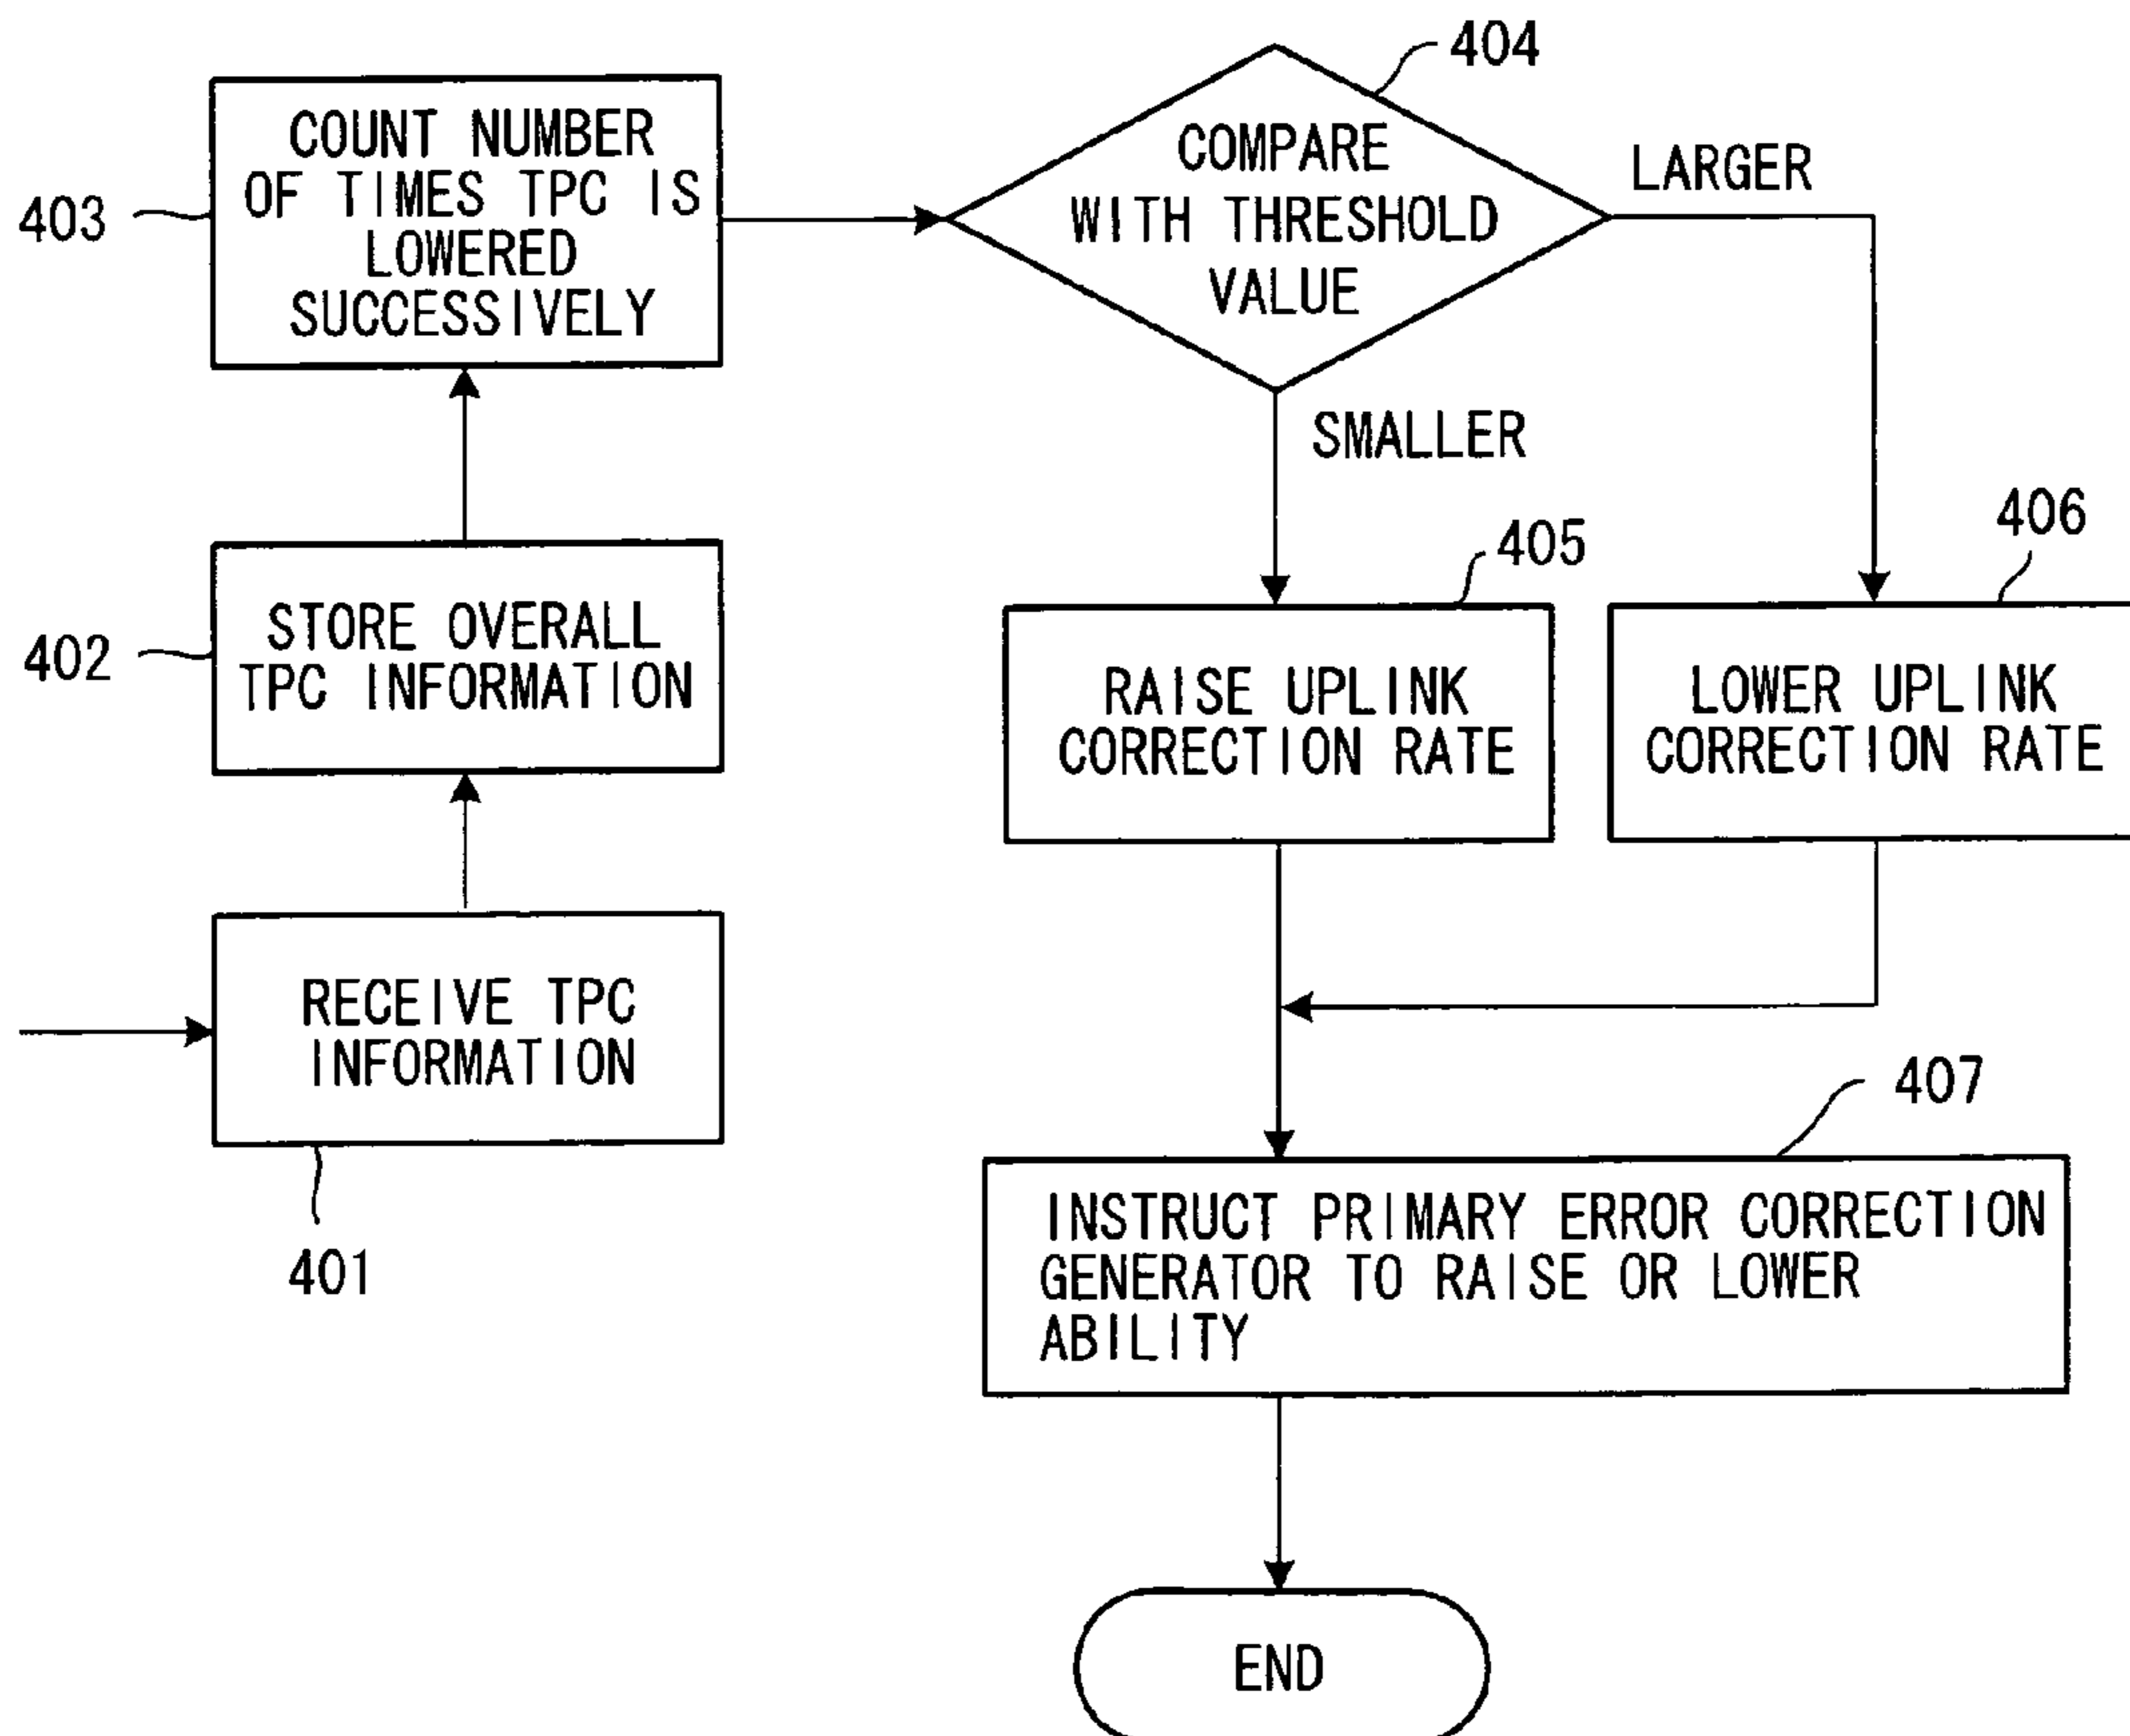 403
COUNT NUMBER
OF TIMES TPC IS
LOWERED
SUCCESSIVELY
404
COMPARE
WITH THRESHOLD
VALUE
LARGER
SMALLER
402
STORE OVERALL
TPC INFORMATION
405
RAISE UPLINK
CORRECTION RATE
406
LOWER UPLINK
CORRECTION RATE
RECEIVE TPC
INFORMATION
401
407
INSTRUCT PRIMARY ERROR CORRECTION
GENERATOR TO RAISE OR LOWER
ABILITY
END